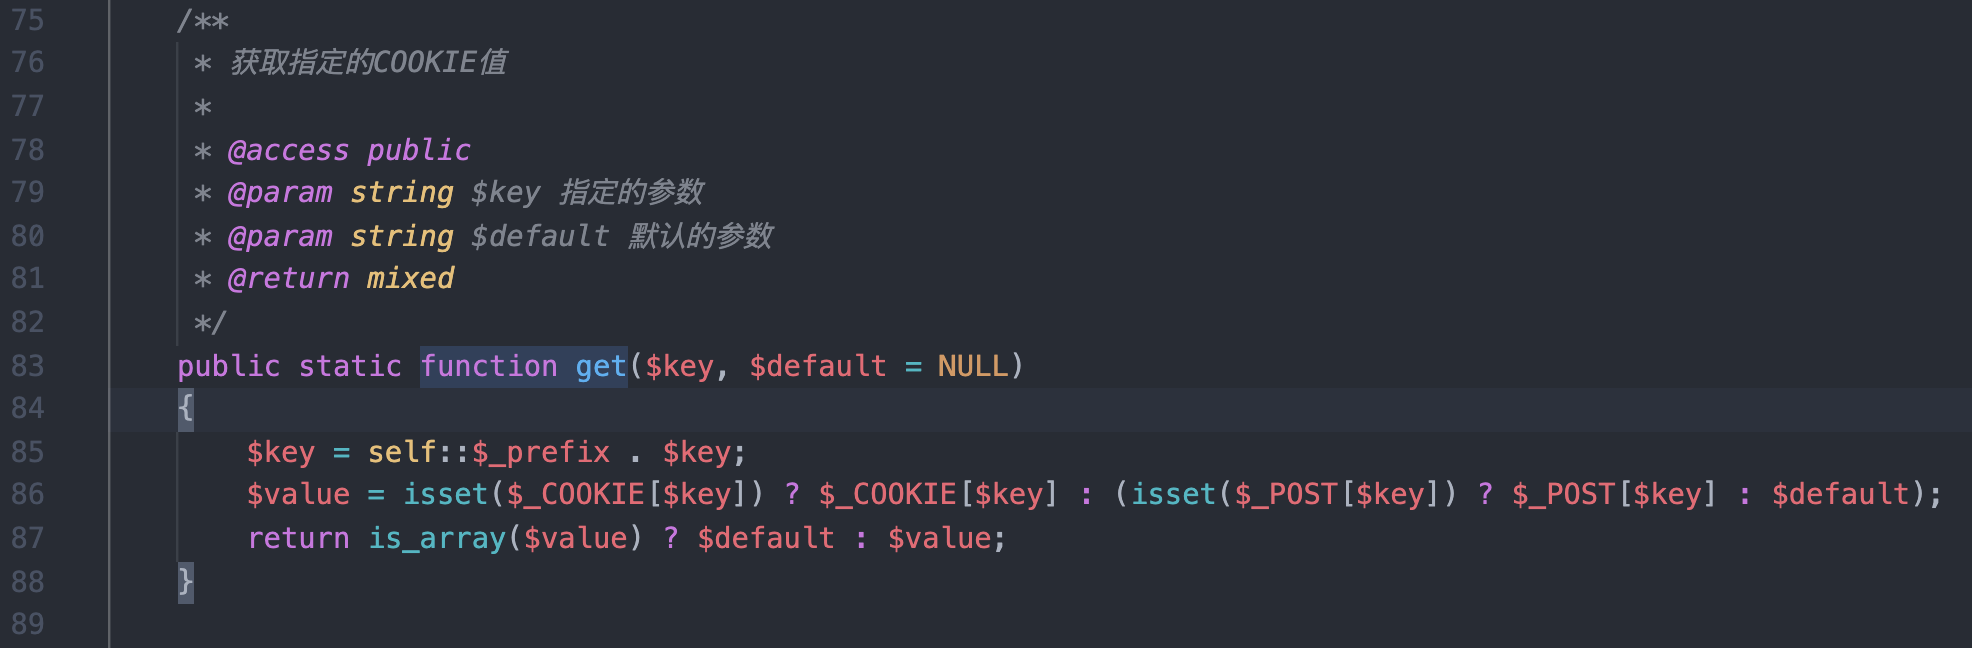 75 /**
76 * 获取指定的COOKIE值
77 *
78 * @access public
79 * @param string $key 指定的参数
80 * @param string $default 默认的参数
81 * @return mixed
82 */
83 public static function get($key, $default = NULL)
84 {
85 $key = self::$_prefix . $key;
86 $value = isset($_COOKIE[$key]) ? $_COOKIE[$key] : (isset($_POST[$key]) ? $_POST[$key] : $default);
87 return is_array($value) ? $default : $value;
88 }
89